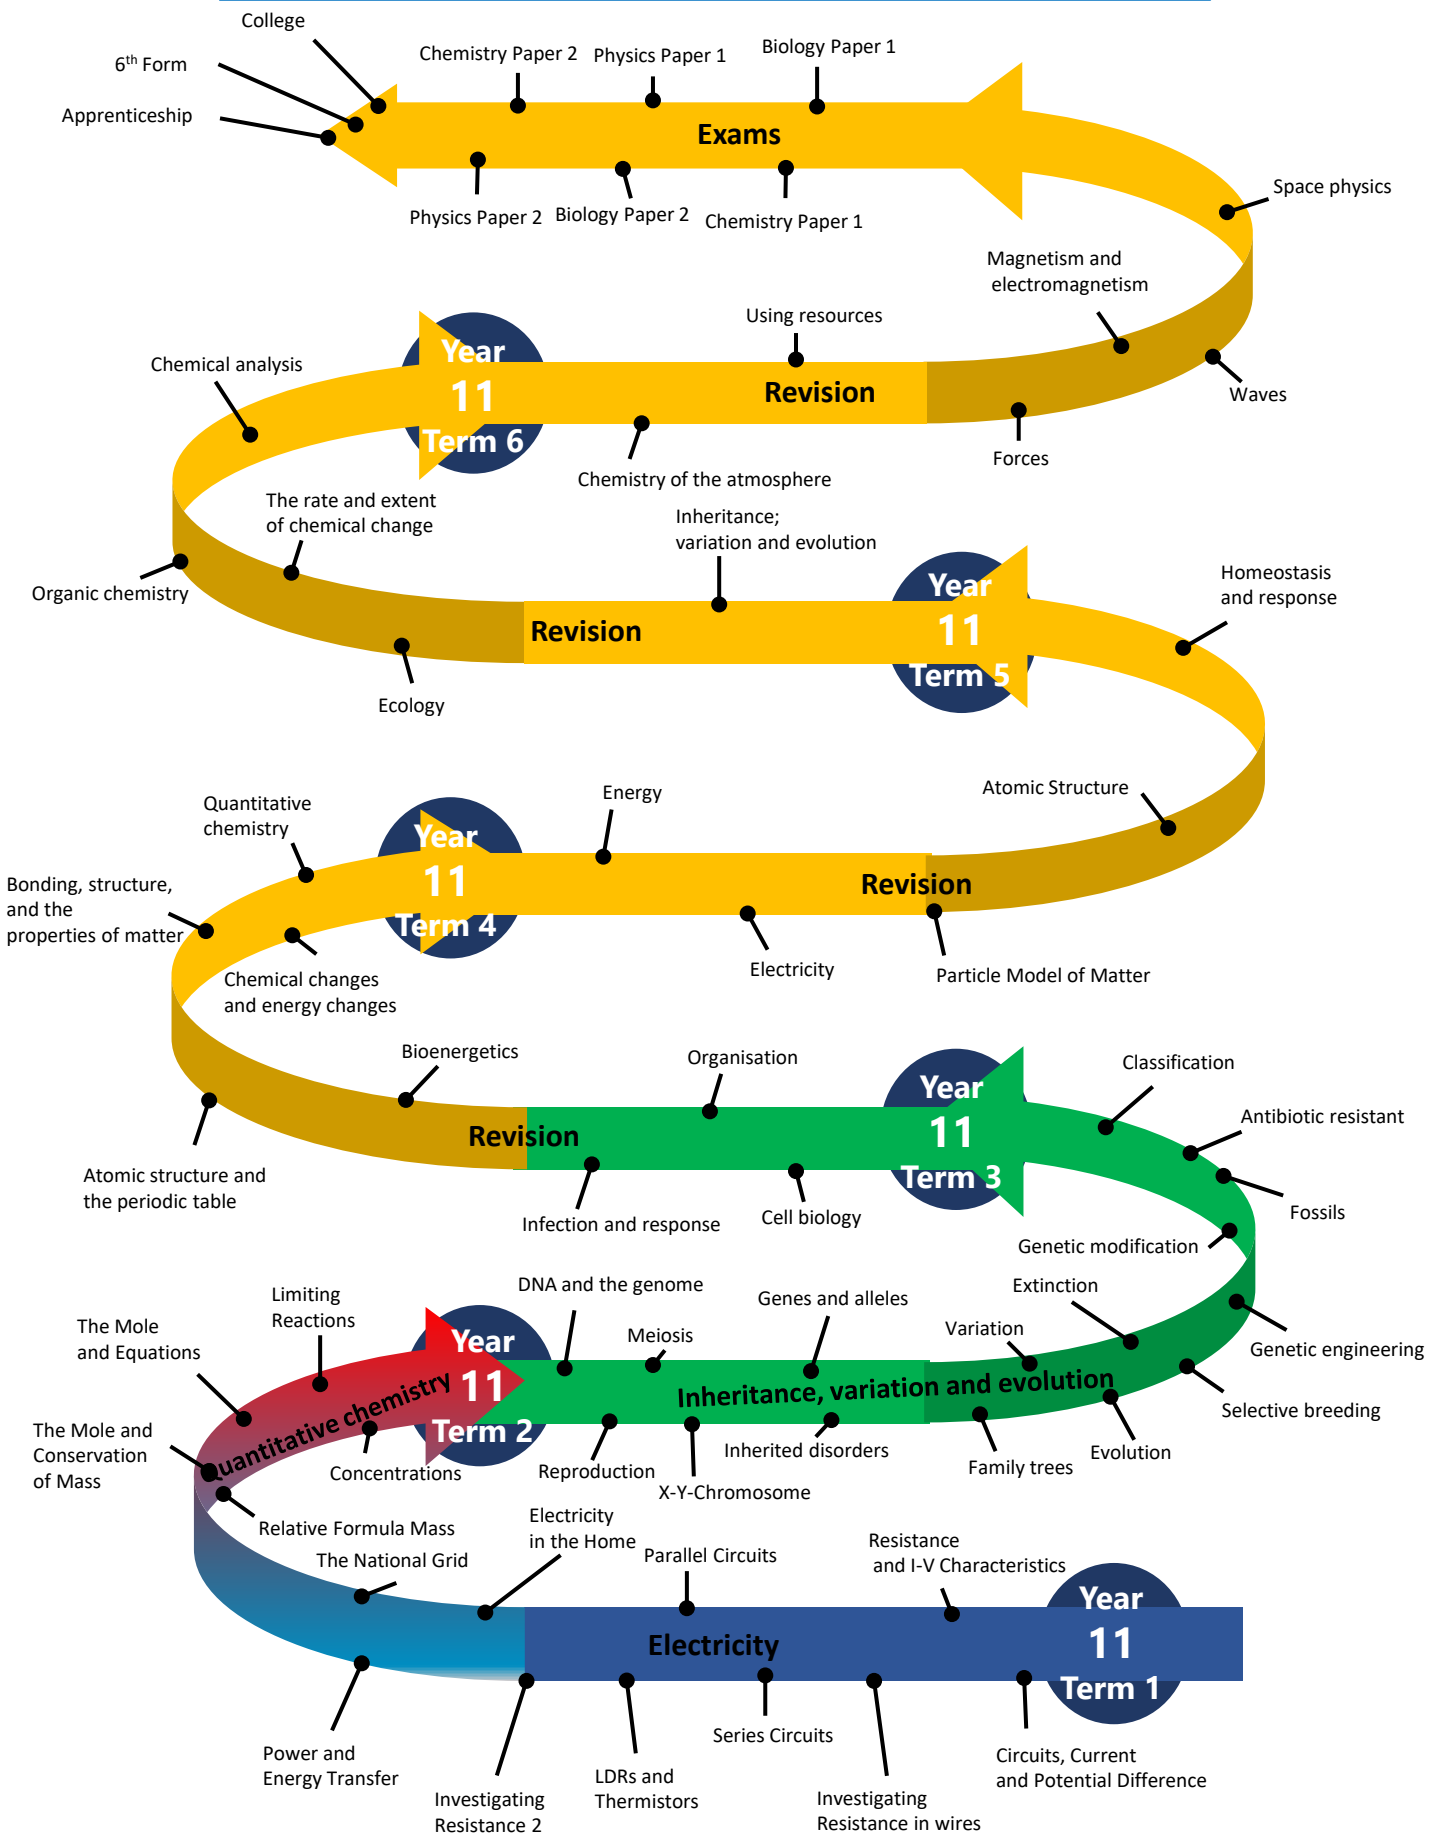 College
6th Form
Apprenticeship
Chemistry Paper 2
Physics Paper 1
Biology Paper 1
Exams
Physics Paper 2
Biology Paper 2
Chemistry Paper 1
Space physics
Magnetism and
electromagnetism
Waves
Forces
Using resources
Revision
Chemistry of the atmosphere
Year
11
Term 6
Chemical analysis
The rate and extent
of chemical change
Organic chemistry
Ecology
Inheritance;
variation and evolution
Revision
Year
11
Term 5
Homeostasis
and response
Atomic Structure
Energy
Revision
Electricity
Particle Model of Matter
Year
11
Term 4
Quantitative
chemistry
Bonding, structure,
and the
properties of matter
Chemical changes
and energy changes
Bioenergetics
Atomic structure and
the periodic table
Revision
Organisation
Infection and response
Cell biology
Year
11
Term 3
Classification
Antibiotic resistant
Fossils
Genetic modification
Extinction
Variation
Genetic engineering
Selective breeding
Evolution
Family trees
Inheritance, variation and evolution
DNA and the genome
Meiosis
Genes and alleles
Reproduction
X-Y-Chromosome
Inherited disorders
Year
11
Term 2
Limiting
Reactions
The Mole
and Equations
The Mole and
Conservation
of Mass
Quantitative chemistry
Concentrations
Relative Formula Mass
The National Grid
Electricity
in the Home
Parallel Circuits
Resistance
and I-V Characteristics
Electricity
Year
11
Term 1
Power and
Energy Transfer
Investigating
Resistance 2
LDRs and
Thermistors
Series Circuits
Investigating
Resistance in wires
Circuits, Current
and Potential Difference